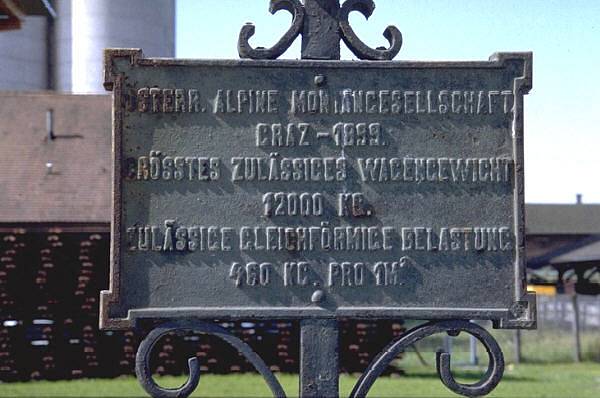 ÖSTERR. ALPINE MONTANGESELLSCHAFT
GRAZ-1899.
GRÖSSTES ZULÄSSIGES WAGENGEWICHT
12000 KG.
ZULÄSSIGE GLEICHFÖRMIGE BELASTUNG
460 KG. PRO 1M²